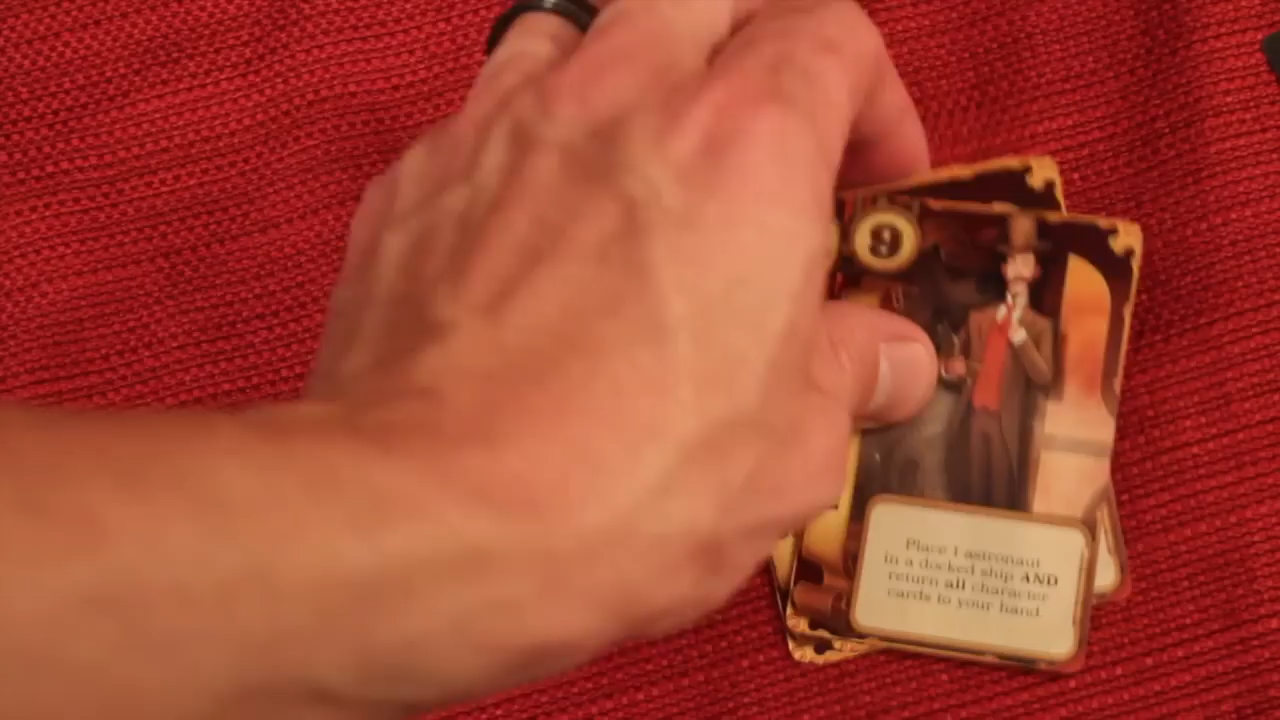 9
Place 1 astronaut
in a docked ship AND
return all character
cards to your hand.